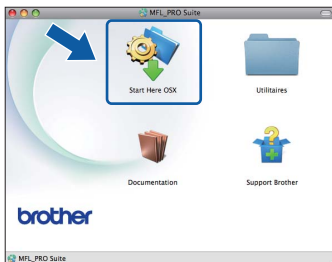 MFL_PRO Suite
Start Here OSX
Utilitaires
Documentation
Support Brother
brother
MFL_PRO Suite